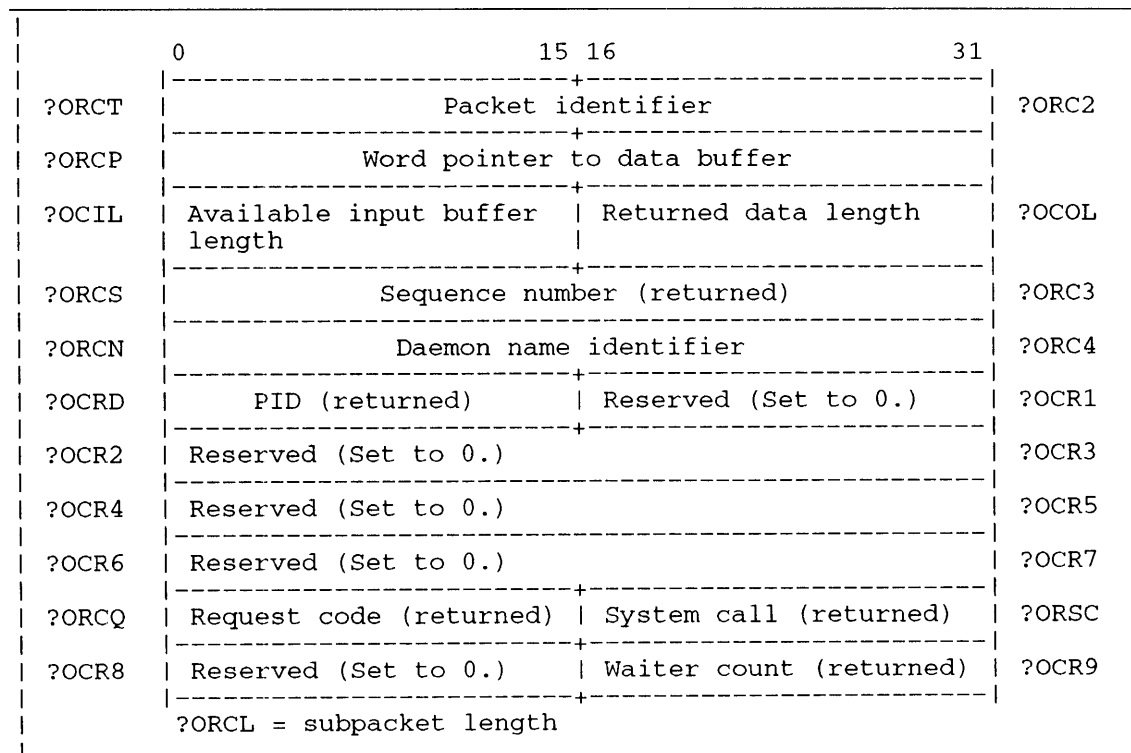 0 15 16 31
?ORCT Packet identifier ?ORC2
?ORCP Word pointer to data buffer
?OCIL Available input buffer | Returned data length ?OCOL
length
?ORCS Sequence number (returned) ?ORC3
?ORCN Daemon name identifier ?ORC4
?OCRD PID (returned) | Reserved (Set to 0.) ?OCR1
?OCR2 Reserved (Set to 0.) ?OCR3
?OCR4 Reserved (Set to 0.) ?OCR5
?OCR6 Reserved (Set to 0.) ?OCR7
?ORCQ Request code (returned) | System call (returned) ?ORSC
?OCR8 Reserved (Set to 0.) | Waiter count (returned) ?OCR9
?ORCL = subpacket length